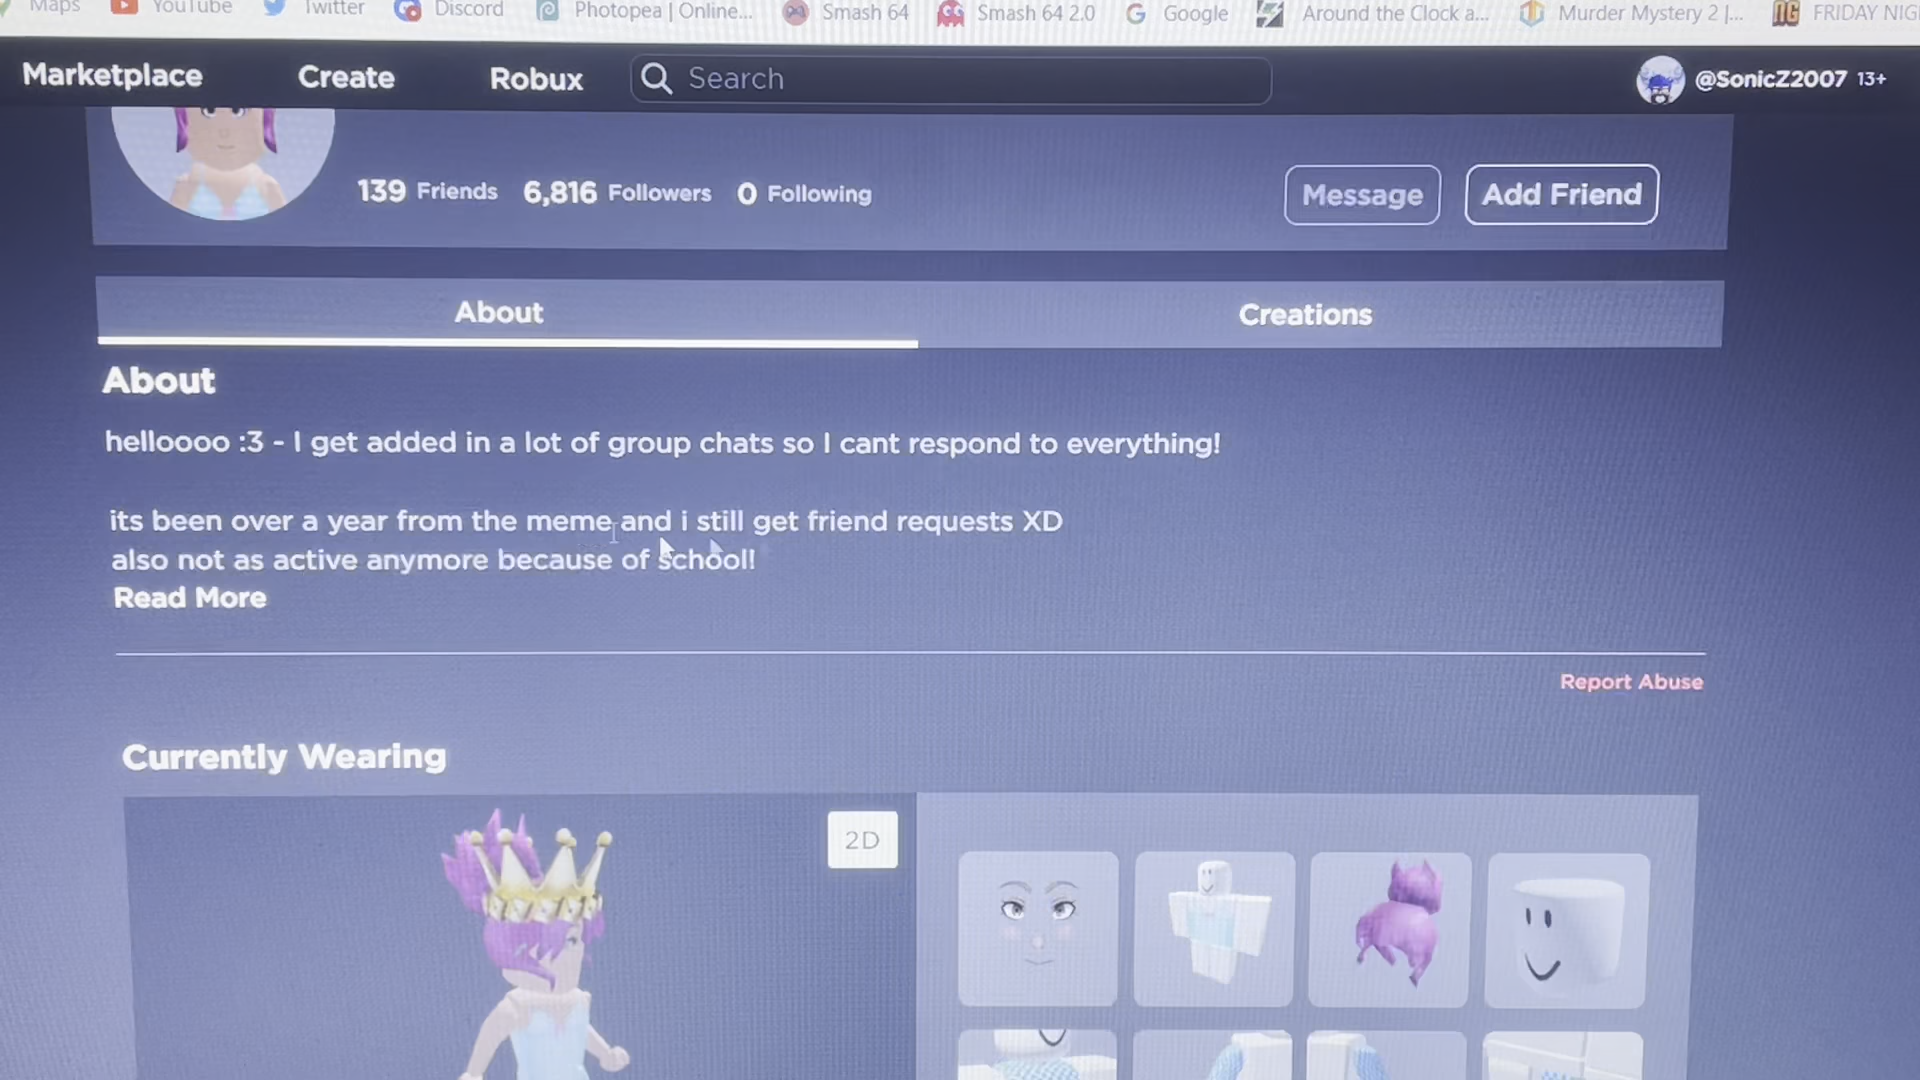 Maps YouTube Twitter Discord Photopea | Online... Smash 64 Smash 64 2.0 Google Around the Clock a... Murder Mystery 2 |... FRIDAY NIG
Marketplace Create Robux Search @SonicZ2007 13+
139 Friends 6,816 Followers 0 Following Message Add Friend
About Creations
About
helloooo :3 - I get added in a lot of group chats so I cant respond to everything!
its been over a year from the meme and i still get friend requests XD
also not as active anymore because of school!
Read More
Report Abuse
Currently Wearing
2D